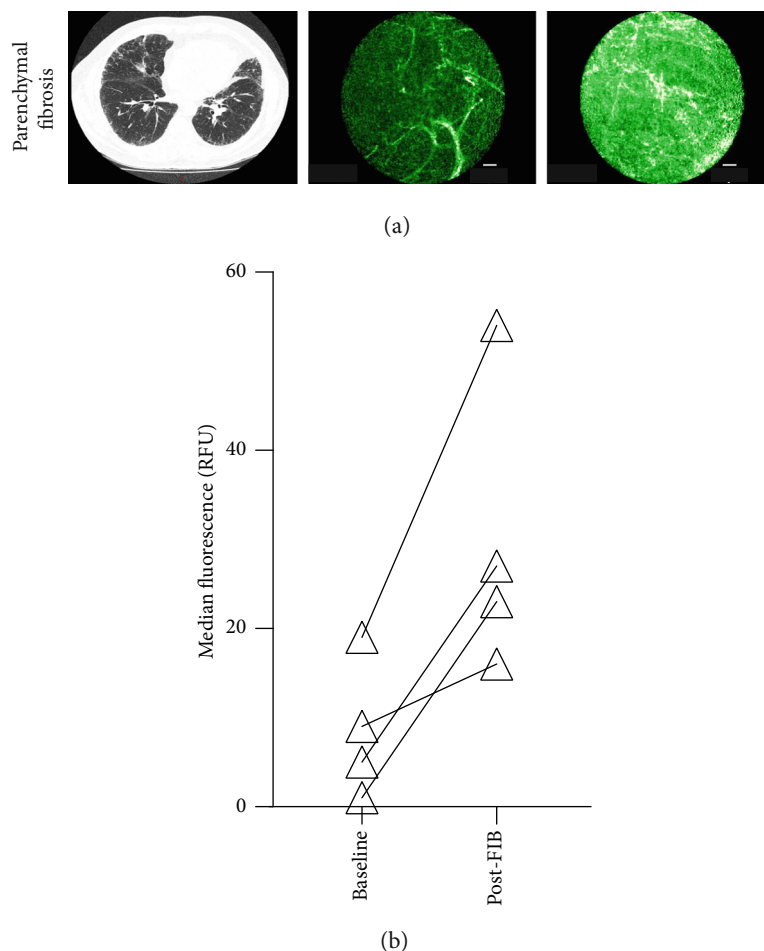 Parenchymal
fibrosis
(a)
60
40
20
0
Median fluorescence (RFU)
Baseline
Post-FIB
(b)